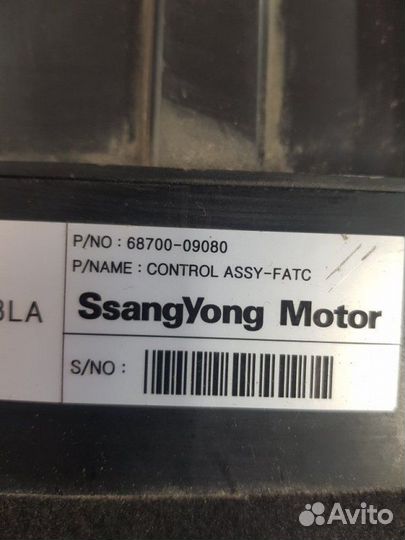 P/NO : 68700-09080
P/NAME : CONTROL ASSY-FATC
BLA
SsangYong Motor
S/NO :
Avito